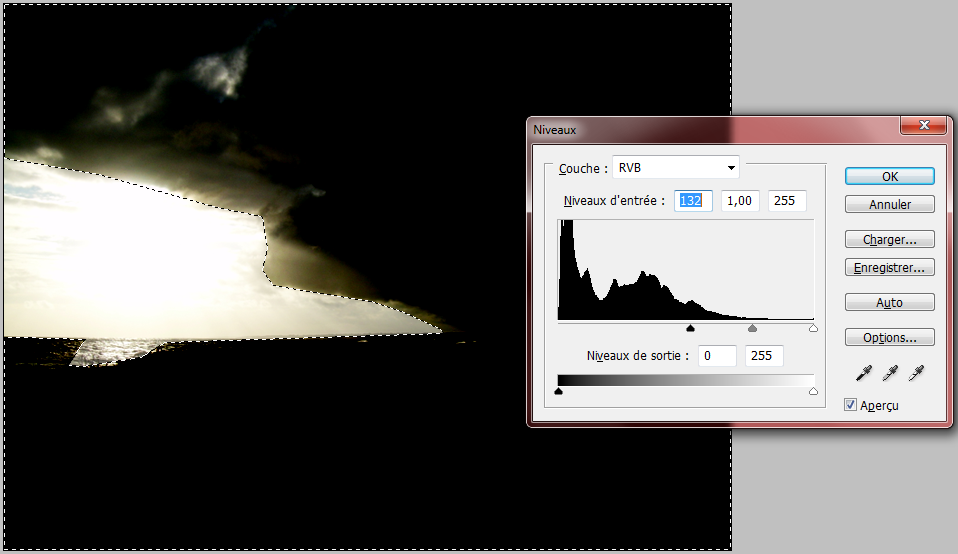 Niveaux
Couche : RVB
Niveaux d'entrée : 132 1,00 255
Niveaux de sortie : 0 255
OK
Annuler
Charger...
Enregistrer...
Auto
Options...
Aperçu